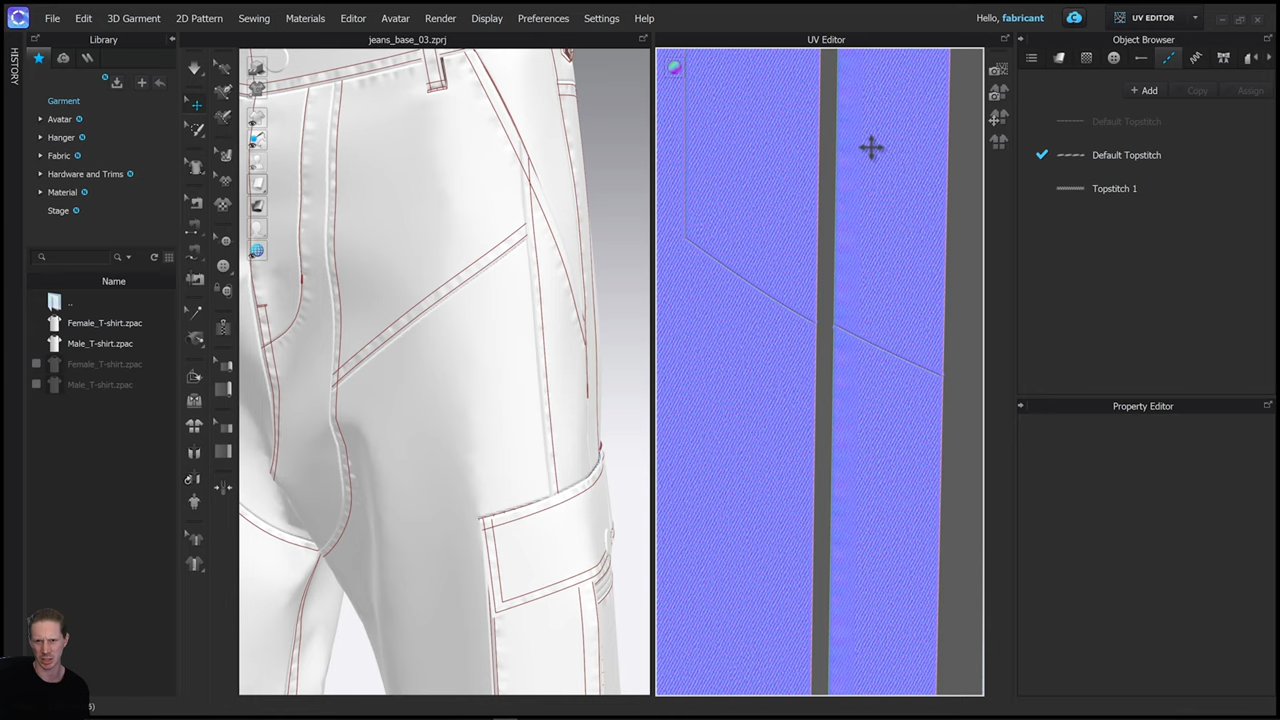 File Edit 3D Garment 2D Pattern Sewing Materials Editor Avatar Render Display Preferences Settings Help
Hello, fabricant
UV EDITOR
HISTORY
Library
jeans_base_03.zprj
UV Editor
Object Browser
+ Add
Copy
Assign
Garment
Avatar
Hanger
Fabric
Hardware and Trims
Material
Stage
Default Topstitch
Default Topstitch
Topstitch 1
Name
..
Female_T-shirt.zpac
Male_T-shirt.zpac
Female_T-shirt.zpac
Male_T-shirt.zpac
Property Editor